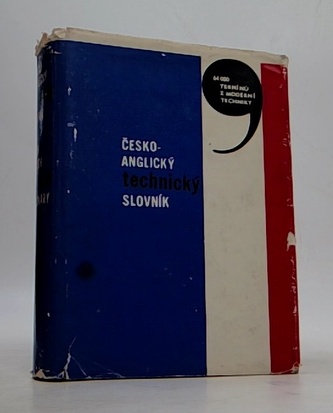 64 000
TERMÍNŮ
Z MODERNÍ
TECHNIKY
ČESKO-
ANGLICKÝ
technický
SLOVNÍK